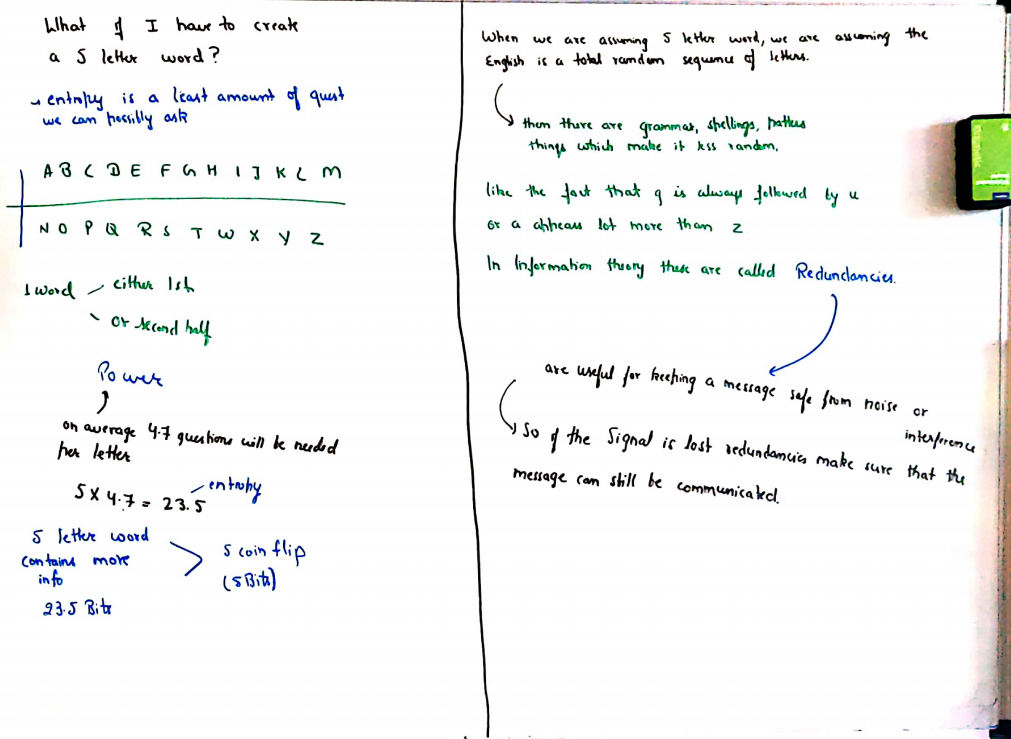 What if I have to create
a 5 letter word?
→ entropy is a least amount of quest
we can possibly ask
A B C D E F G H I J K L M
N O P Q R S T W X Y Z
1 word either 1st
or second half
Power
on average 4.7 questions will be needed
per letter
5 x 4.7 = 23.5 entropy
5 letter word
contains more
info
23.5 Bits
> 5 coin flip
(5 Bits)
When we are assuming 5 letter word, we are assuming the
English is a total random sequence of letters.
then there are grammar, spellings,
things which make it less random.
like the fact that q is always followed by u
or a appears lot more than z
In Information theory these are called Redundancies.
are useful for keeping a message safe from noise or
interference
So if the Signal is lost redundancies make sure that the
message can still be communicated.